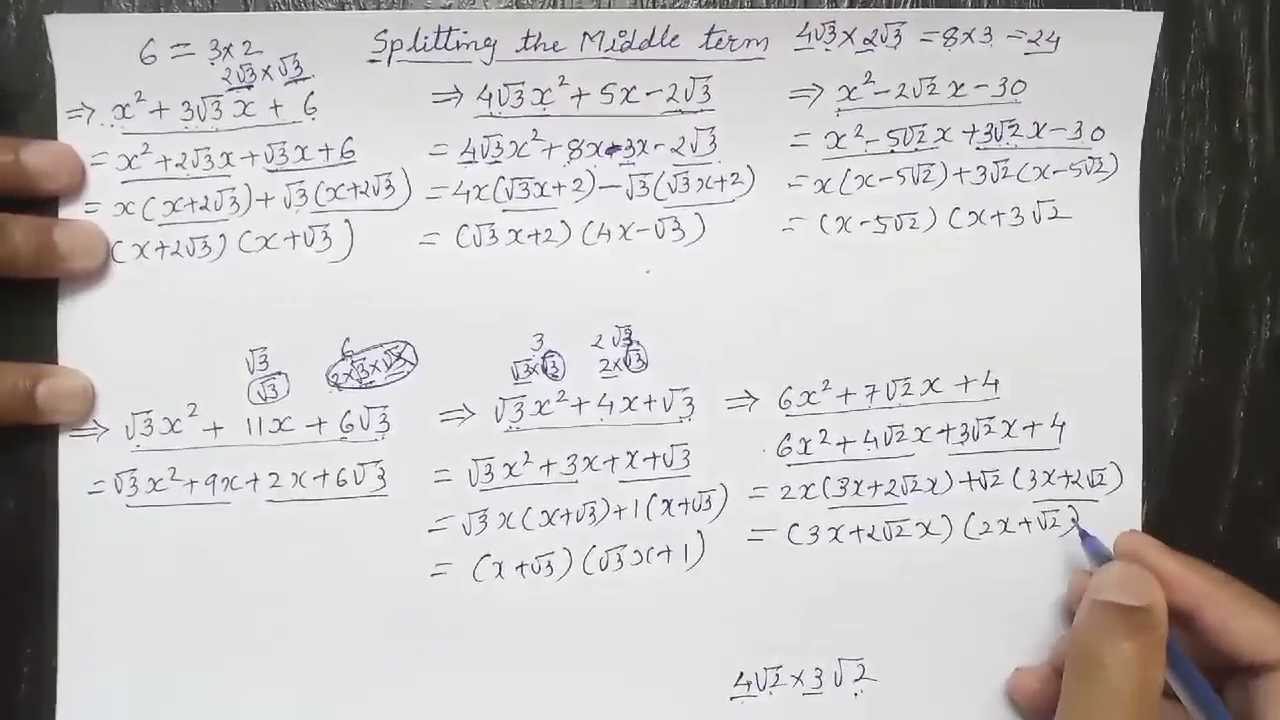 6 = 3×2
2√3×√3
Splitting the Middle term
4√3×2√3 = 8×3 = 24
⇒ x² + 3√3 x + 6
= x² + 2√3x + √3x + 6
= x(x+2√3) + √3(x+2√3)
(x+2√3) (x+√3)
⇒ 4√3x² + 5x - 2√3
= 4√3x² + 8x - 3x - 2√3
= 4x(√3x+2) - √3(√3x+2)
= (√3x+2) (4x-√3)
⇒ x² - 2√2 x - 30
= x² - 5√2x + 3√2x - 30
= x(x-5√2) + 3√2(x-5√2)
= (x-5√2) (x+3√2
√3
√3
6
2×√3×√3
⇒ √3x² + 11x + 6√3
= √3x² + 9x + 2x + 6√3
3
√3×√3
2√3
2×√3
⇒ √3x² + 4x + √3
= √3x² + 3x + x + √3
= √3x(x+√3) + 1(x+√3)
= (x+√3) (√3x+1)
⇒ 6x² + 7√2x + 4
6x² + 4√2x + 3√2x + 4
= 2x(3x+2√2x) + √2(3x+2√2)
= (3x+2√2x) (2x+√2)
4√2×3√2